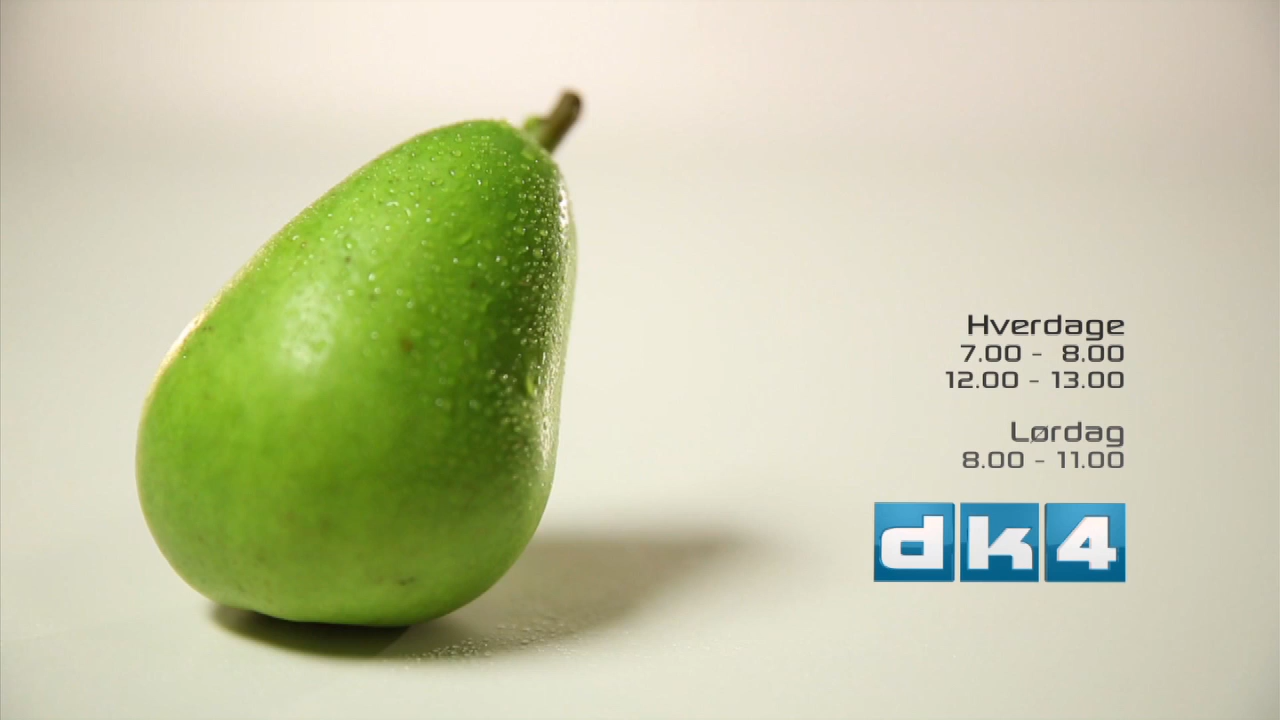 Hverdage
7.00 - 8.00
12.00 - 13.00
Lørdag
8.00 - 11.00
dk4